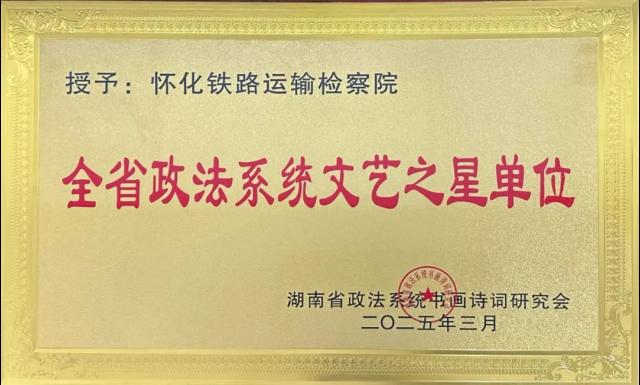 授予：怀化铁路运输检察院
全省政法系统文艺之星单位
湖南省政法系统书画诗词研究会
二〇二五年三月